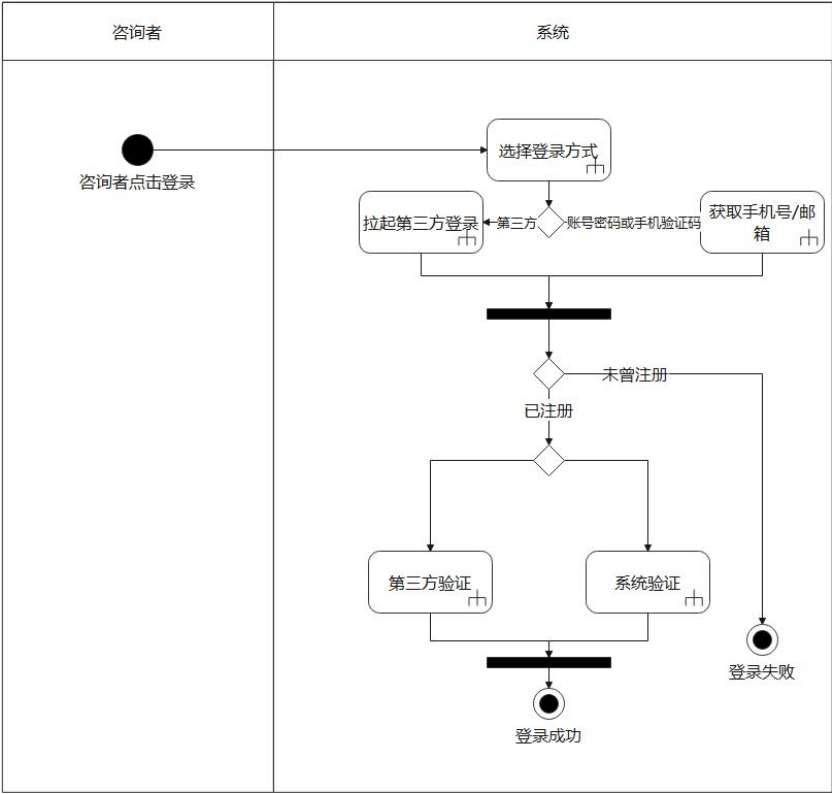 咨询者
系统
选择登录方式
咨询者点击登录
拉起第三方登录
第三方
账号密码或手机验证码
获取手机号/邮
箱
未曾注册
已注册
第三方验证
系统验证
登录失败
登录成功